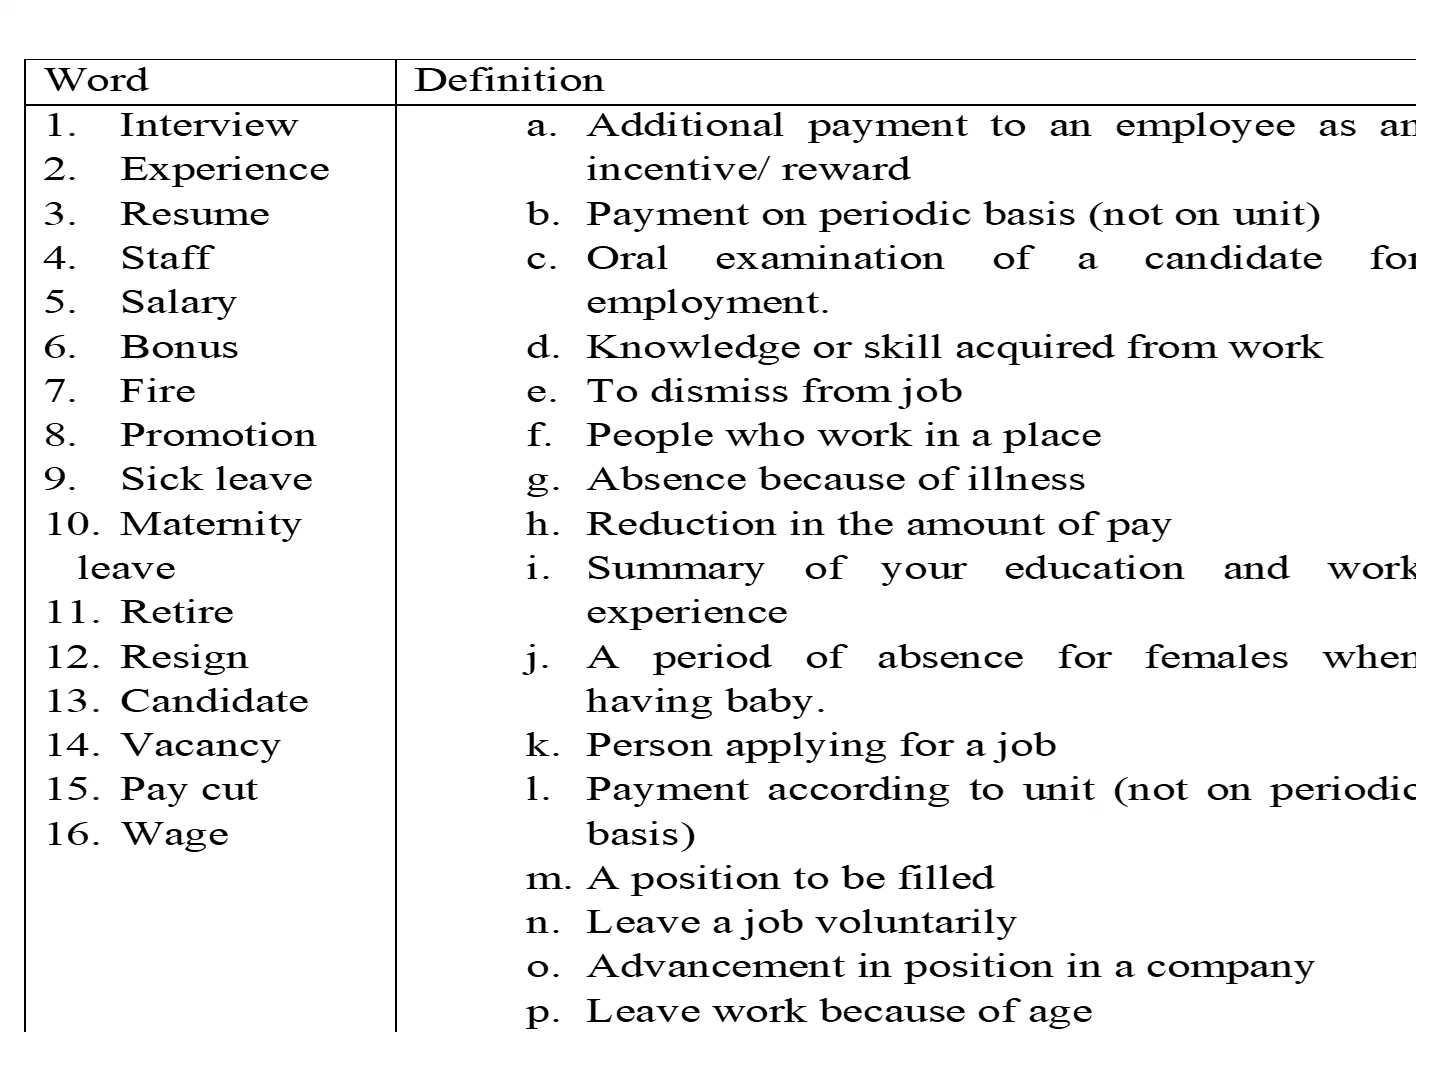 Word
Definition
1. Interview
2. Experience
3. Resume
4. Staff
5. Salary
6. Bonus
7. Fire
8. Promotion
9. Sick leave
10. Maternity
leave
11. Retire
12. Resign
13. Candidate
14. Vacancy
15. Pay cut
16. Wage
a. Additional payment to an employee as an
incentive/ reward
b. Payment on periodic basis (not on unit)
c. Oral examination of a candidate for
employment.
d. Knowledge or skill acquired from work
e. To dismiss from job
f. People who work in a place
g. Absence because of illness
h. Reduction in the amount of pay
i. Summary of your education and work
experience
j. A period of absence for females when
having baby.
k. Person applying for a job
l. Payment according to unit (not on periodic
basis)
m. A position to be filled
n. Leave a job voluntarily
o. Advancement in position in a company
p. Leave work because of age